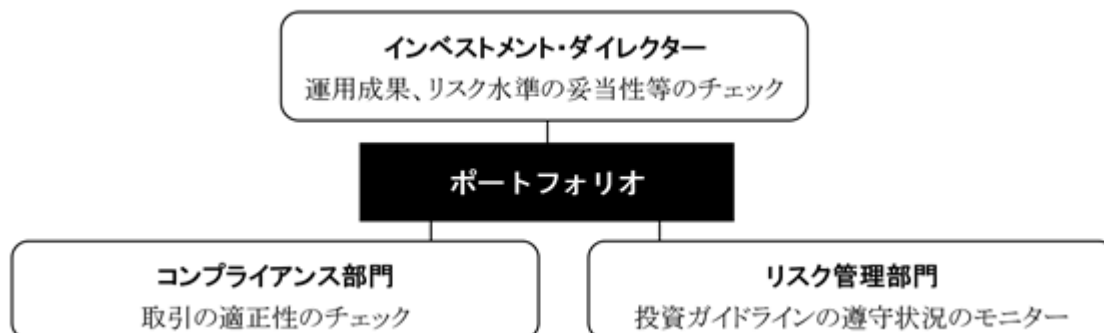 インベストメント・ダイレクター
運用成果、リスク水準の妥当性等のチェック
ポートフォリオ
コンプライアンス部門
取引の適正性のチェック
リスク管理部門
投資ガイドラインの遵守状況のモニター